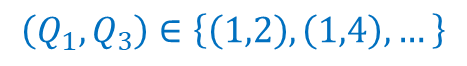 (Q₁, Q₃) ∈ {(1,2), (1,4), … }